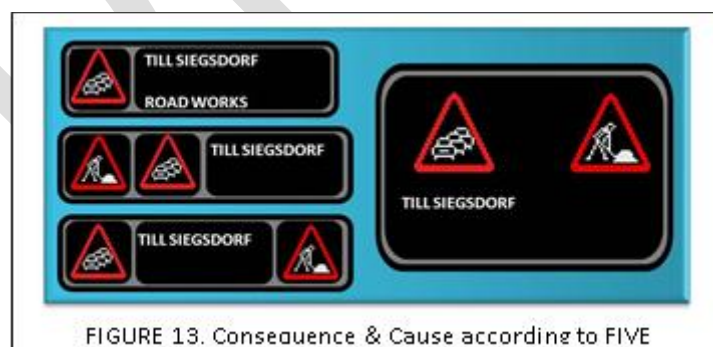 TILL SIEGSDORF
ROAD WORKS
TILL SIEGSDORF
TILL SIEGSDORF
TILL SIEGSDORF
FIGURE 13. Consequence & Cause according to FIVE